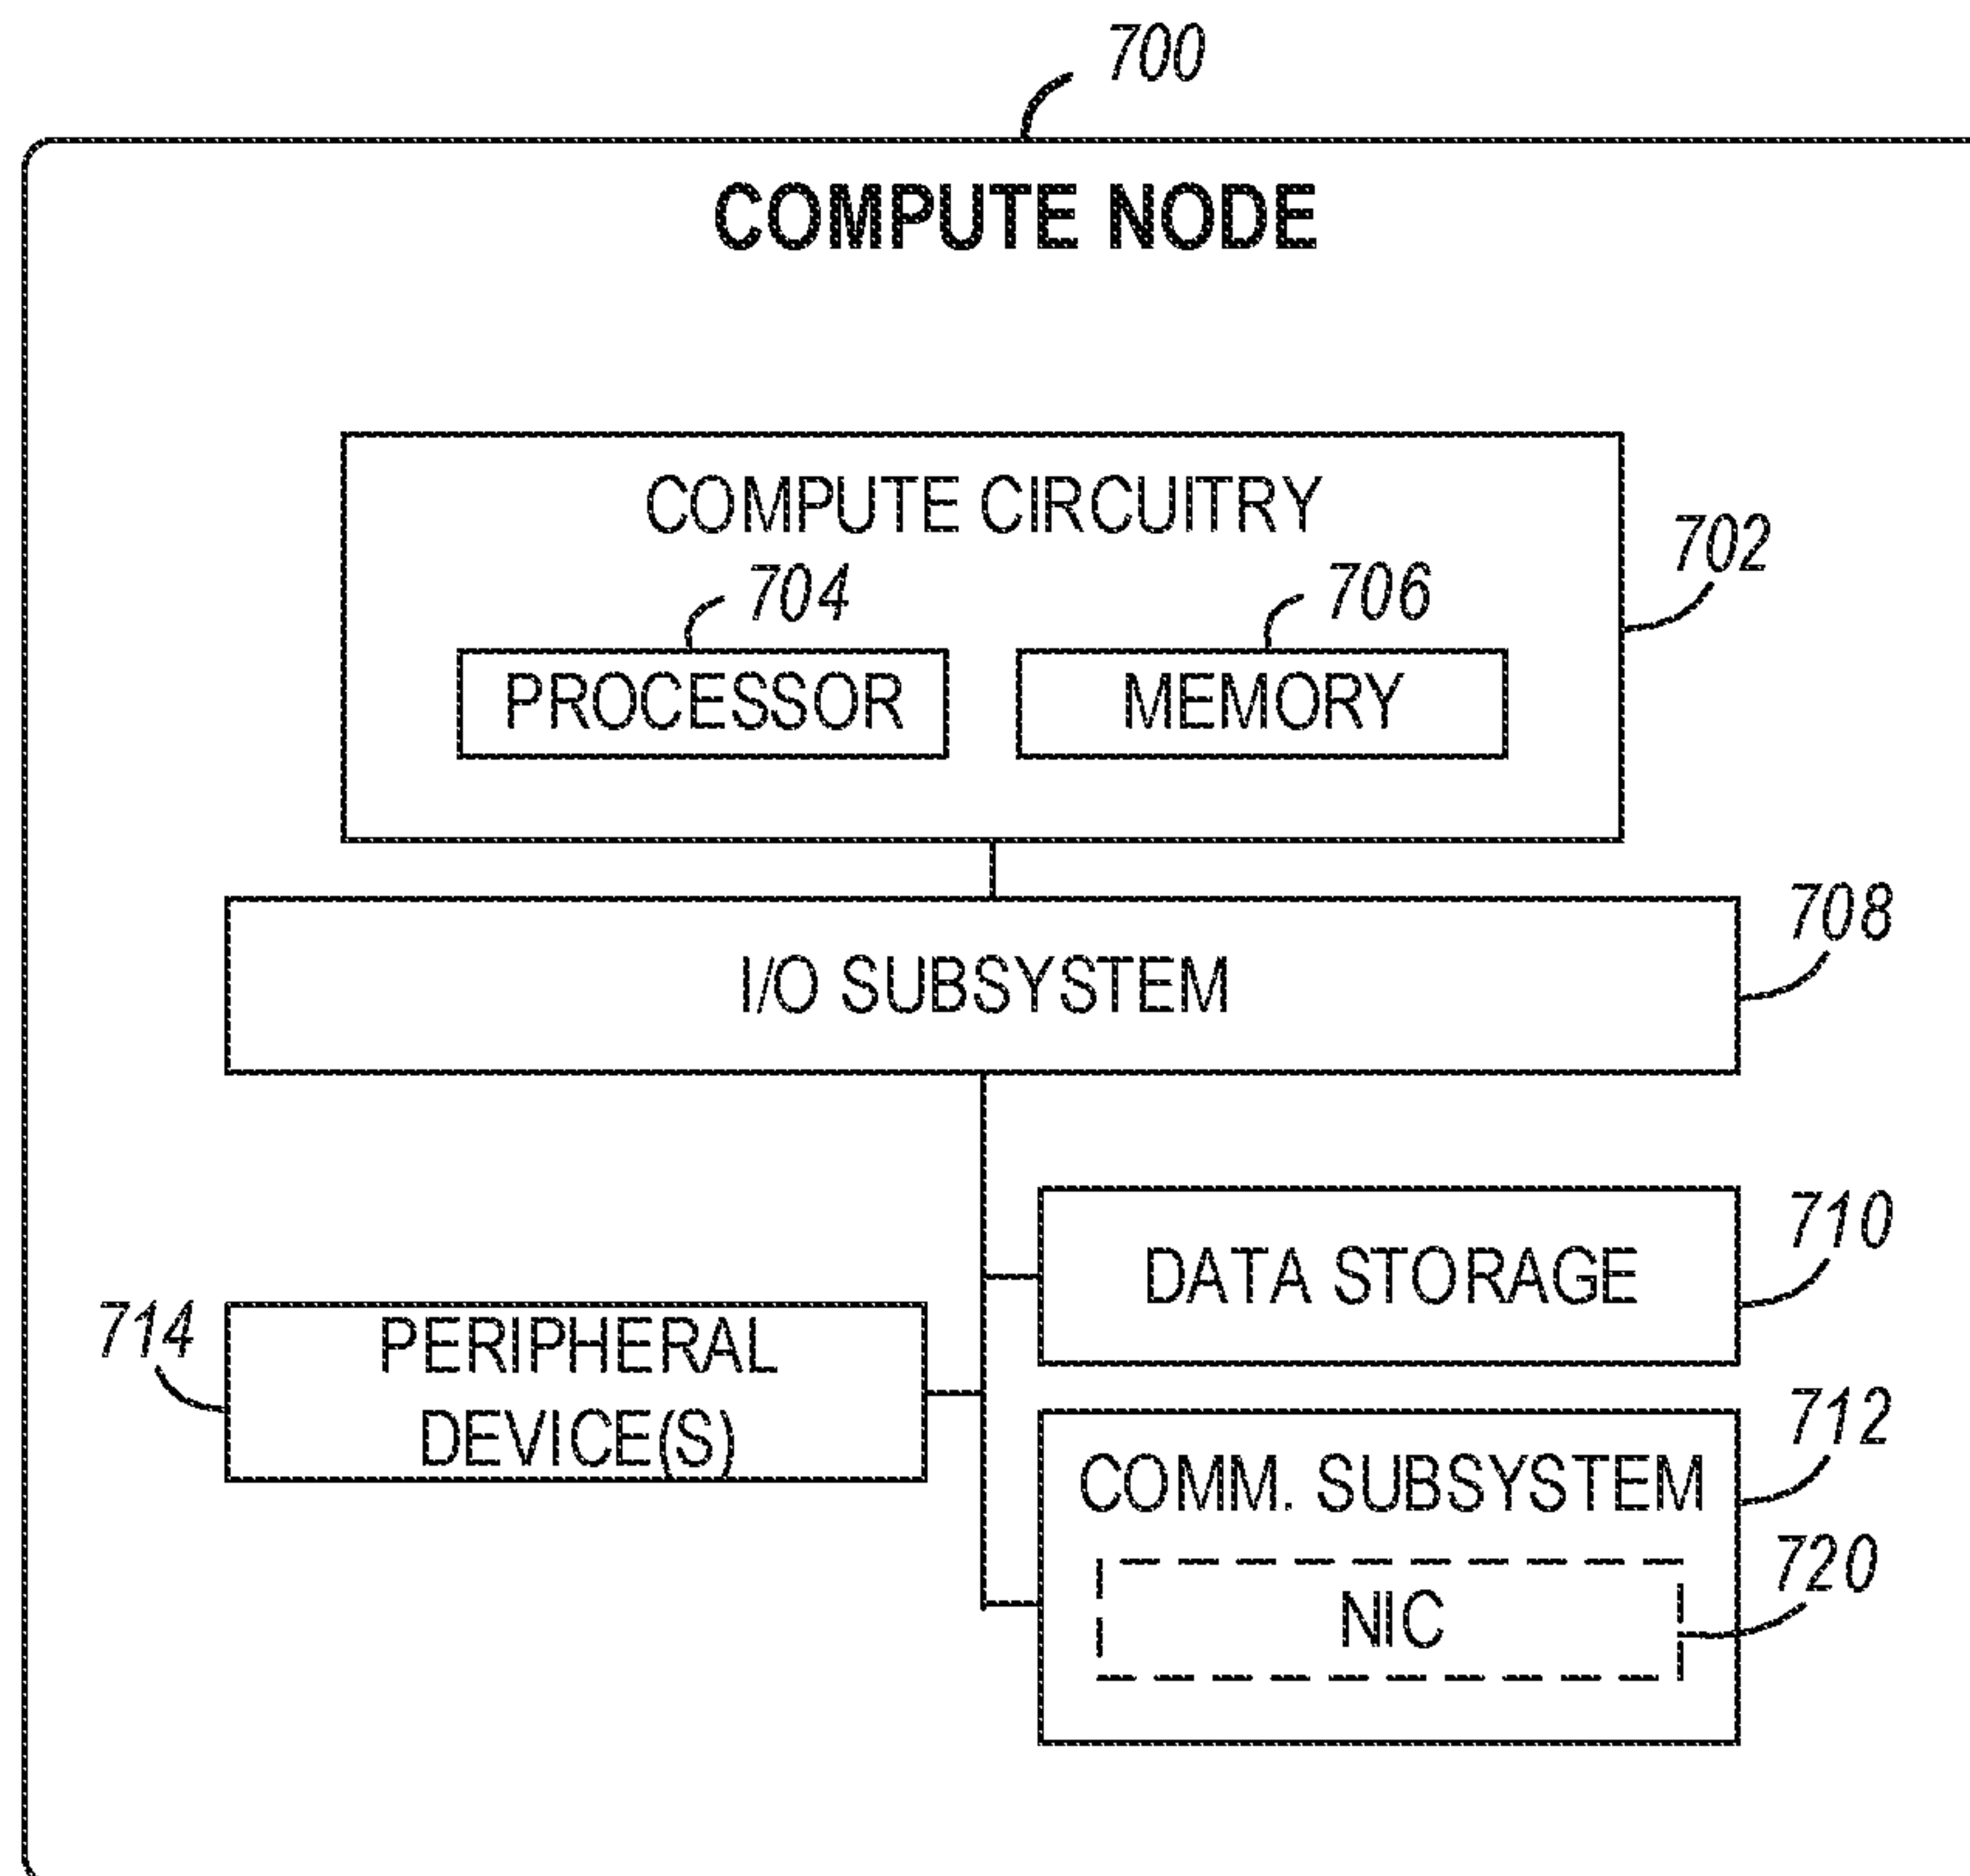 700
COMPUTE NODE
COMPUTE CIRCUITRY
702
704
706
PROCESSOR
MEMORY
708
I/O SUBSYSTEM
710
DATA STORAGE
714
PERIPHERAL
DEVICE(S)
712
COMM. SUBSYSTEM
720
NIC